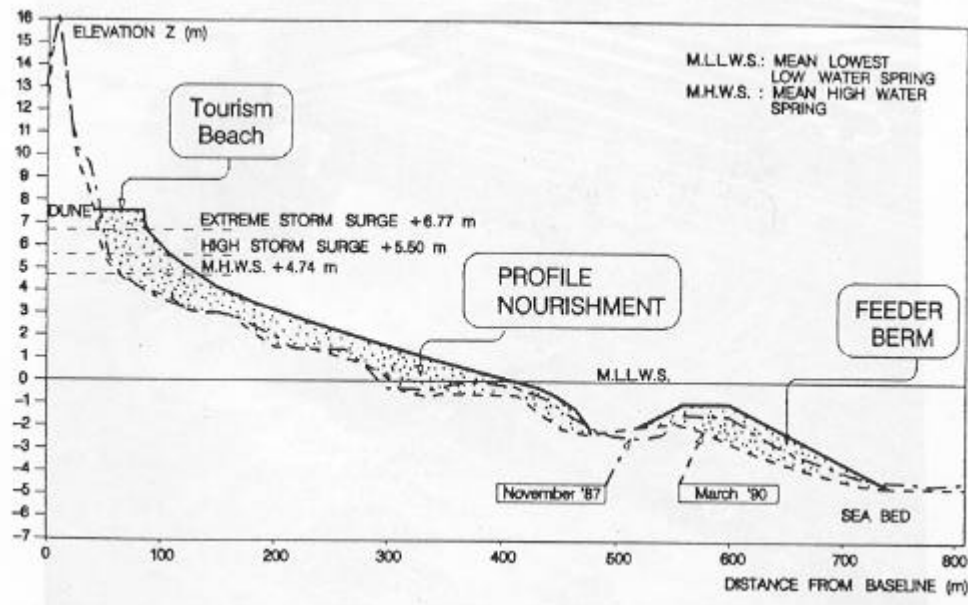 ELEVATION Z (m)
M.L.L.W.S.: MEAN LOWEST
LOW WATER SPRING
M.H.W.S. : MEAN HIGH WATER
SPRING
Tourism
Beach
DUNE
EXTREME STORM SURGE +6.77 m
HIGH STORM SURGE +5.50 m
M.H.W.S. +4.74 m
PROFILE
NOURISHMENT
FEEDER
BERM
M.L.L.W.S.
November '87
March '90
SEA BED
16
15
14
13
12
11
10
9
8
7
6
5
4
3
2
1
0
-1
-2
-3
-4
-5
-6
-7
0
100
200
300
400
500
600
700
800
(m)
DISTANCE FROM BASELINE (m)